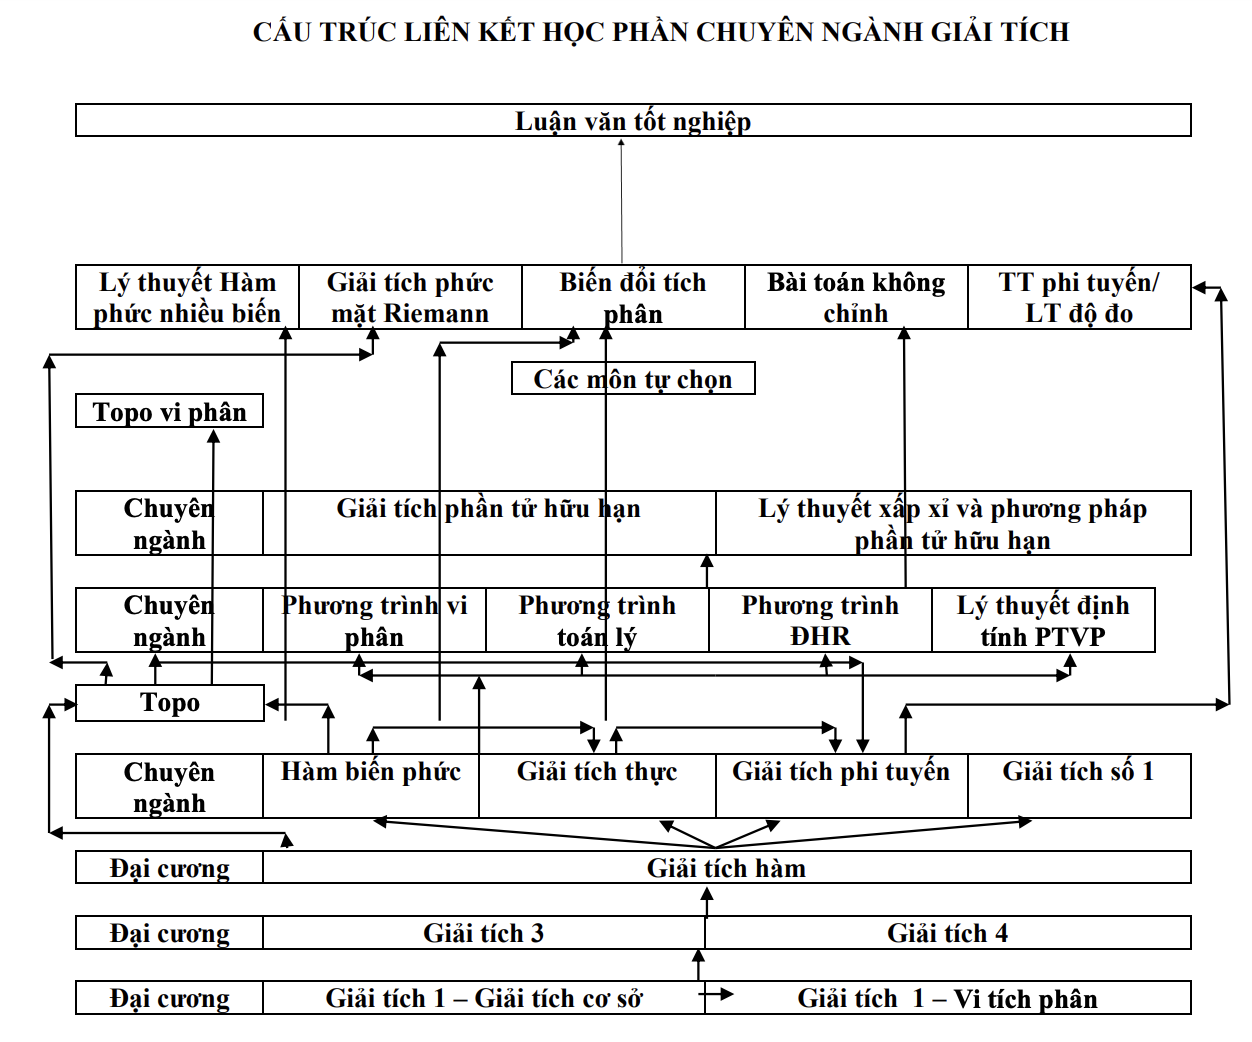 CẤU TRÚC LIÊN KẾT HỌC PHẦN CHUYÊN NGÀNH GIẢI TÍCH
Luận văn tốt nghiệp
Lý thuyết Hàm
phức nhiều biến
Giải tích phức
mặt Riemann
Biến đổi tích
phân
Bài toán không
chỉnh
TT phi tuyến/
LT độ đo
Các môn tự chọn
Topo vi phân
Chuyên
ngành
Giải tích phần tử hữu hạn
Lý thuyết xấp xỉ và phương pháp
phần tử hữu hạn
Chuyên
ngành
Phương trình vi
phân
Phương trình
toán lý
Phương trình
ĐHR
Lý thuyết định
tính PTVP
Topo
Chuyên
ngành
Hàm biến phức
Giải tích thực
Giải tích phi tuyến
Giải tích số 1
Đại cương
Giải tích hàm
Đại cương
Giải tích 3
Giải tích 4
Đại cương
Giải tích 1 – Giải tích cơ sở
Giải tích 1 – Vi tích phân